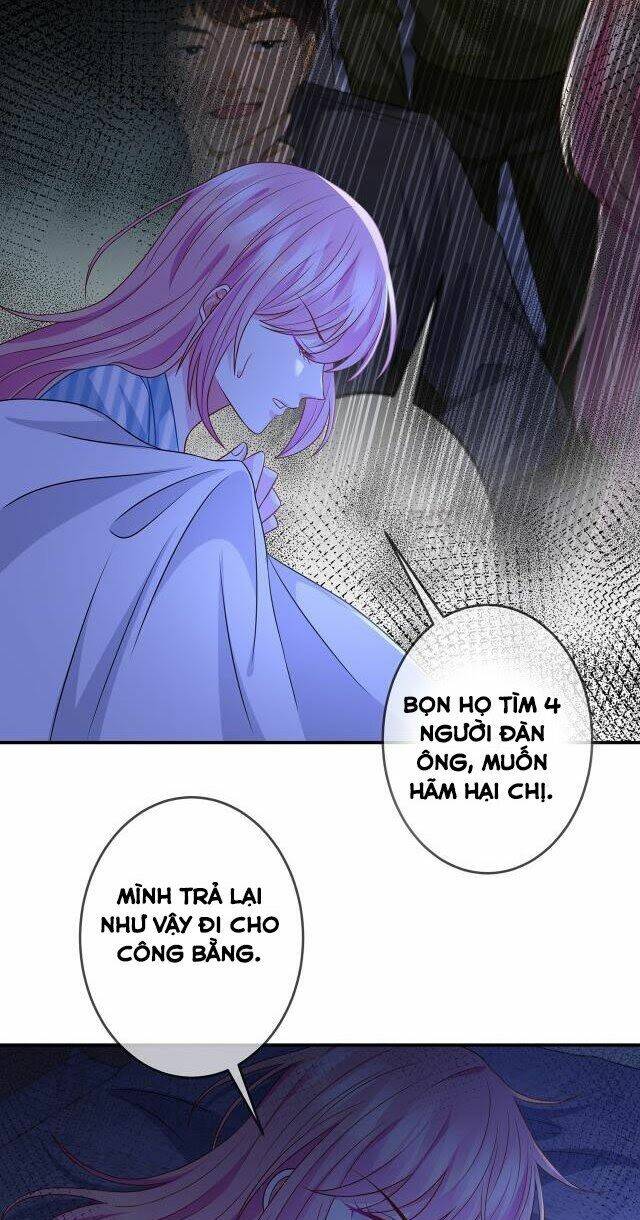 BỌN HỌ TÌM 4
NGƯỜI ĐÀN
ÔNG, MUỐN
HÃM HẠI CHỊ.
MÌNH TRẢ LẠI
NHƯ VẬY ĐI CHO
CÔNG BẰNG.